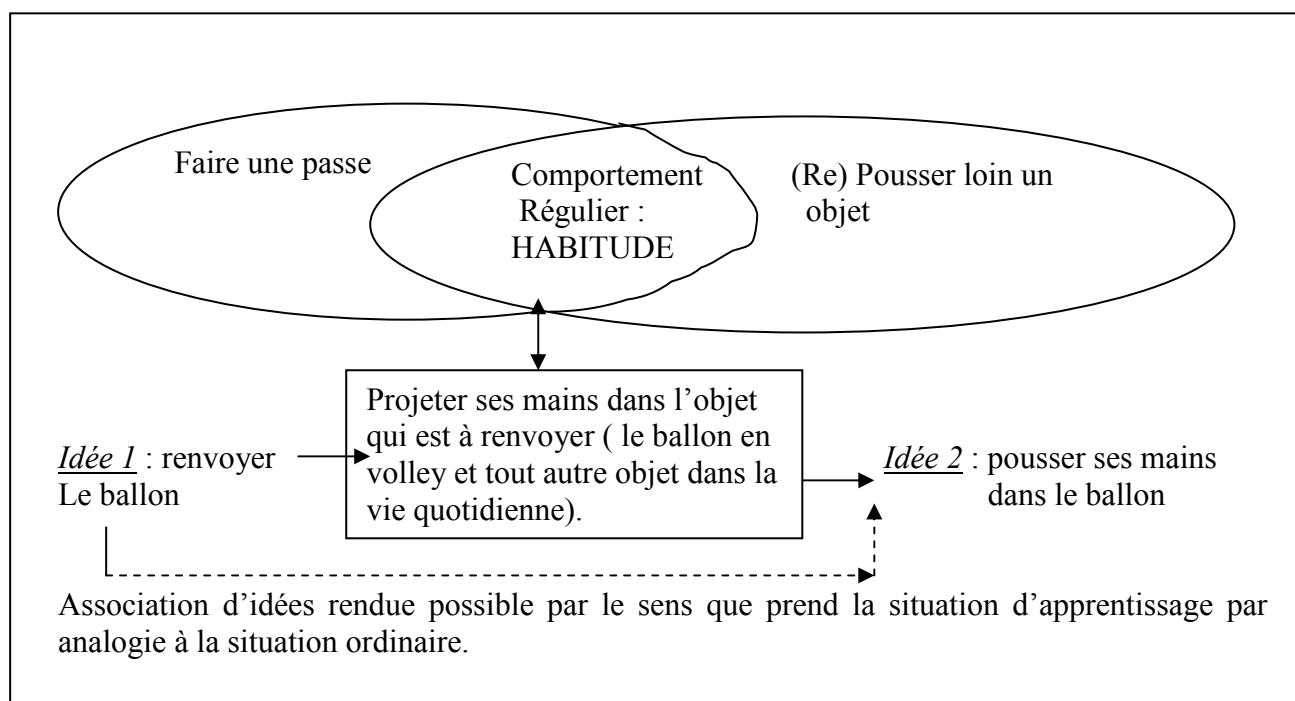 Faire une passe
Comportement
Régulier :
HABITUDE
(Re) Pousser loin un
objet
Projeter ses mains dans l’objet
qui est à renvoyer ( le ballon en
volley et tout autre objet dans la
vie quotidienne).
Idée 1 : renvoyer
Le ballon
Idée 2 : pousser ses mains
dans le ballon
Association d’idées rendue possible par le sens que prend la situation d’apprentissage par
analogie à la situation ordinaire.